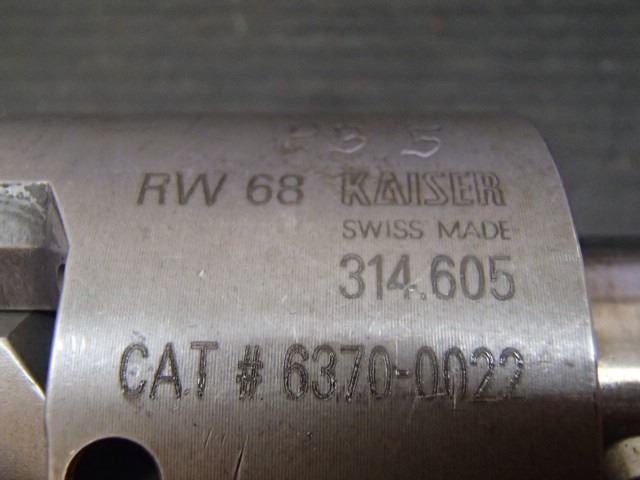 RW 68 KAISER
SWISS MADE
314.605
CAT # 6370-0022